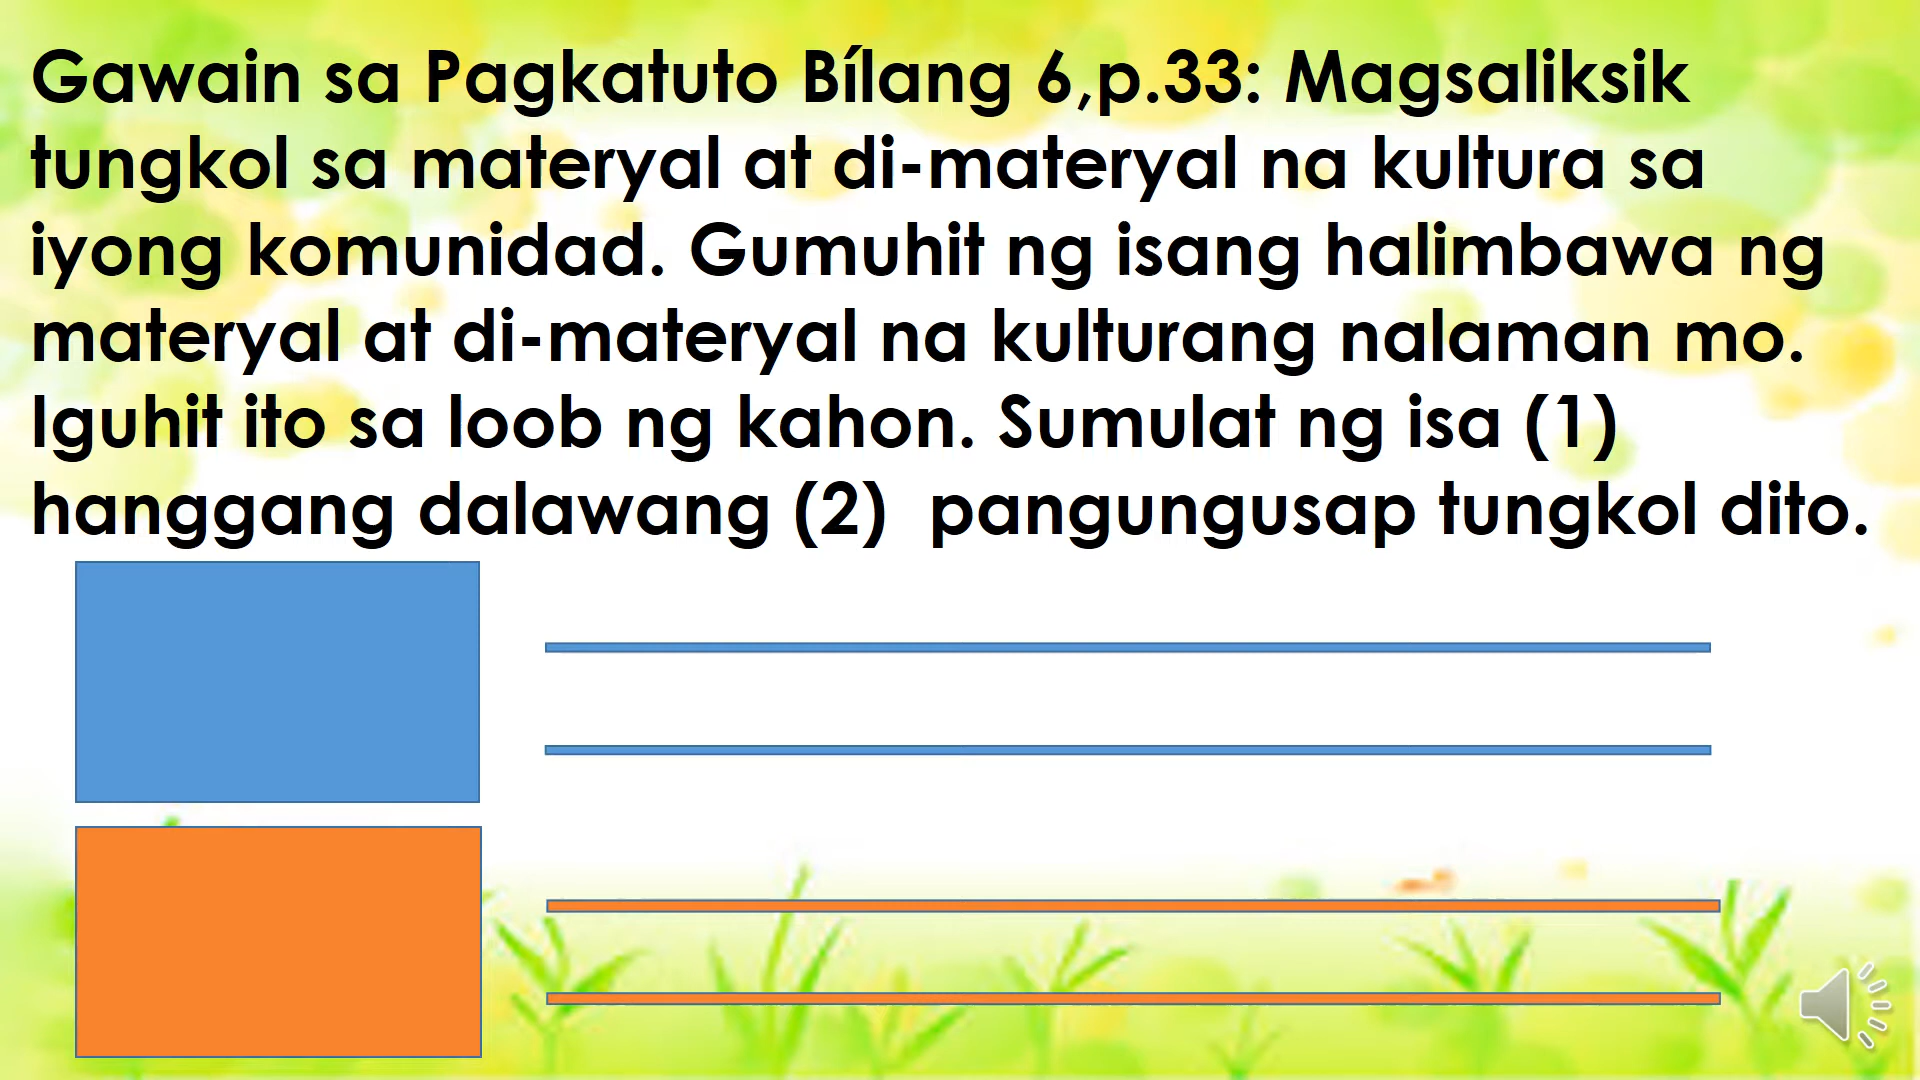 Gawain sa Pagkatuto Bílang 6,p.33: Magsaliksik
tungkol sa materyal at di-materyal na kultura sa
iyong komunidad. Gumuhit ng isang halimbawa ng
materyal at di-materyal na kulturang nalaman mo.
Iguhit ito sa loob ng kahon. Sumulat ng isa (1)
hanggang dalawang (2)  pangungusap tungkol dito.